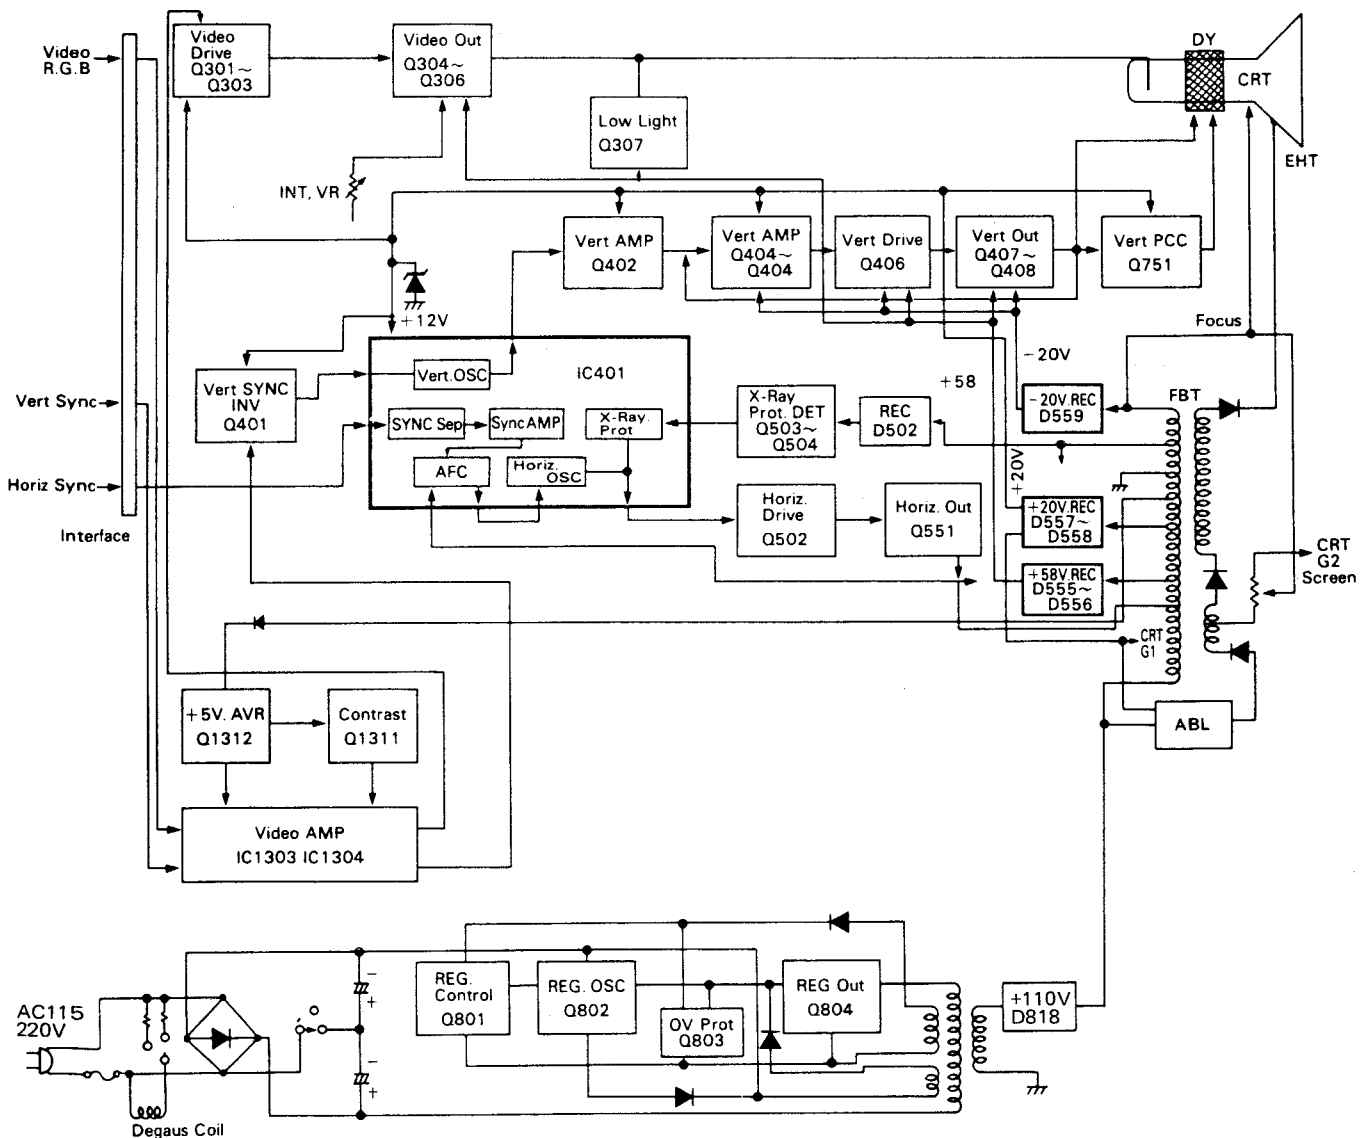 Video
R.G.B
Vert Sync
Horiz Sync
Interface
Video
Drive
Q301~
Q303
Video Out
Q304~
Q306
Low Light
Q307
INT, VR
DY
CRT
EHT
Vert AMP
Q402
Vert AMP
Q404~
Q404
Vert Drive
Q406
Vert Out
Q407~
Q408
Vert PCC
Q751
+12V
Vert SYNC
INV
Q401
IC401
Vert.OSC
SYNC Sep
Sync AMP
X-Ray.
Prot
AFC
Horiz.
OSC
X-Ray
Prot. DET
Q503~
Q504
REC
D502
Horiz.
Drive
Q502
Horiz. Out
Q551
Focus
-20V
+58
+20V
-20V.REC
D559
+20V.REC
D557~
D558
+58V.REC
D555~
D556
FBT
CRT
G2
Screen
CRT
G1
ABL
+5V. AVR
Q1312
Contrast
Q1311
Video AMP
IC1303 IC1304
AC115
220V
Degaus Coil
-
+
-
+
REG.
Control
Q801
REG. OSC
Q802
OV Prot
Q803
REG Out
Q804
+110V
D818